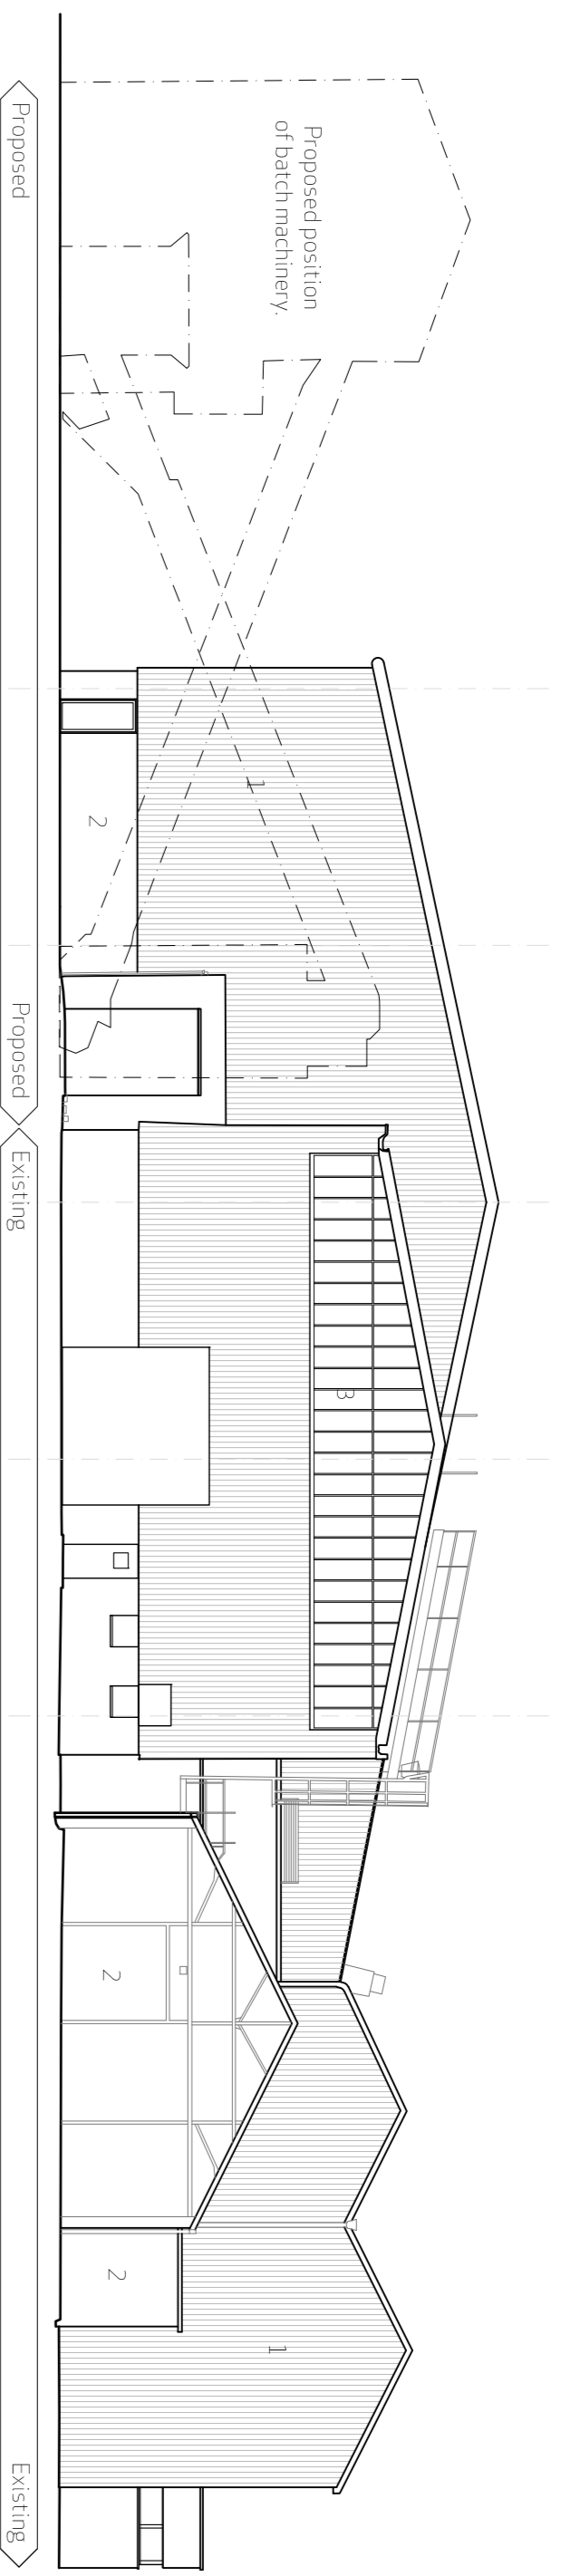 Proposed position
of batch machinery.
1
2
3
2
2
1
Proposed
Proposed
Existing
Existing